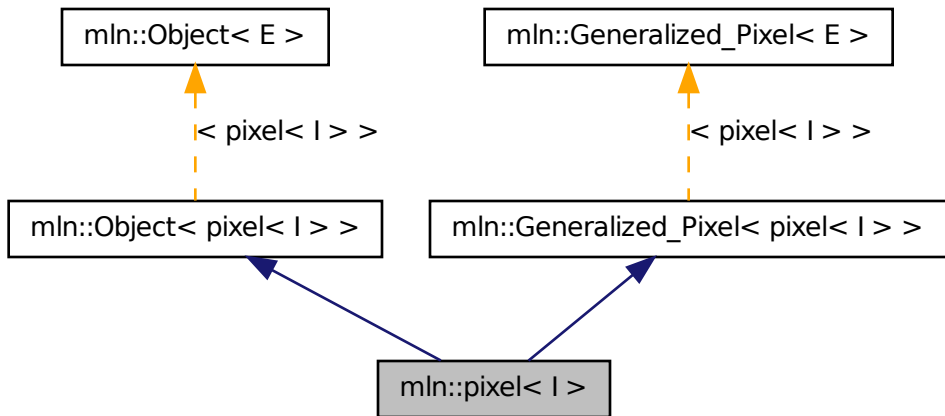 mln::Object< E >
mln::Generalized_Pixel< E >
< pixel< I > >
< pixel< I > >
mln::Object< pixel< I > >
mln::Generalized_Pixel< pixel< I > >
mln::pixel< I >